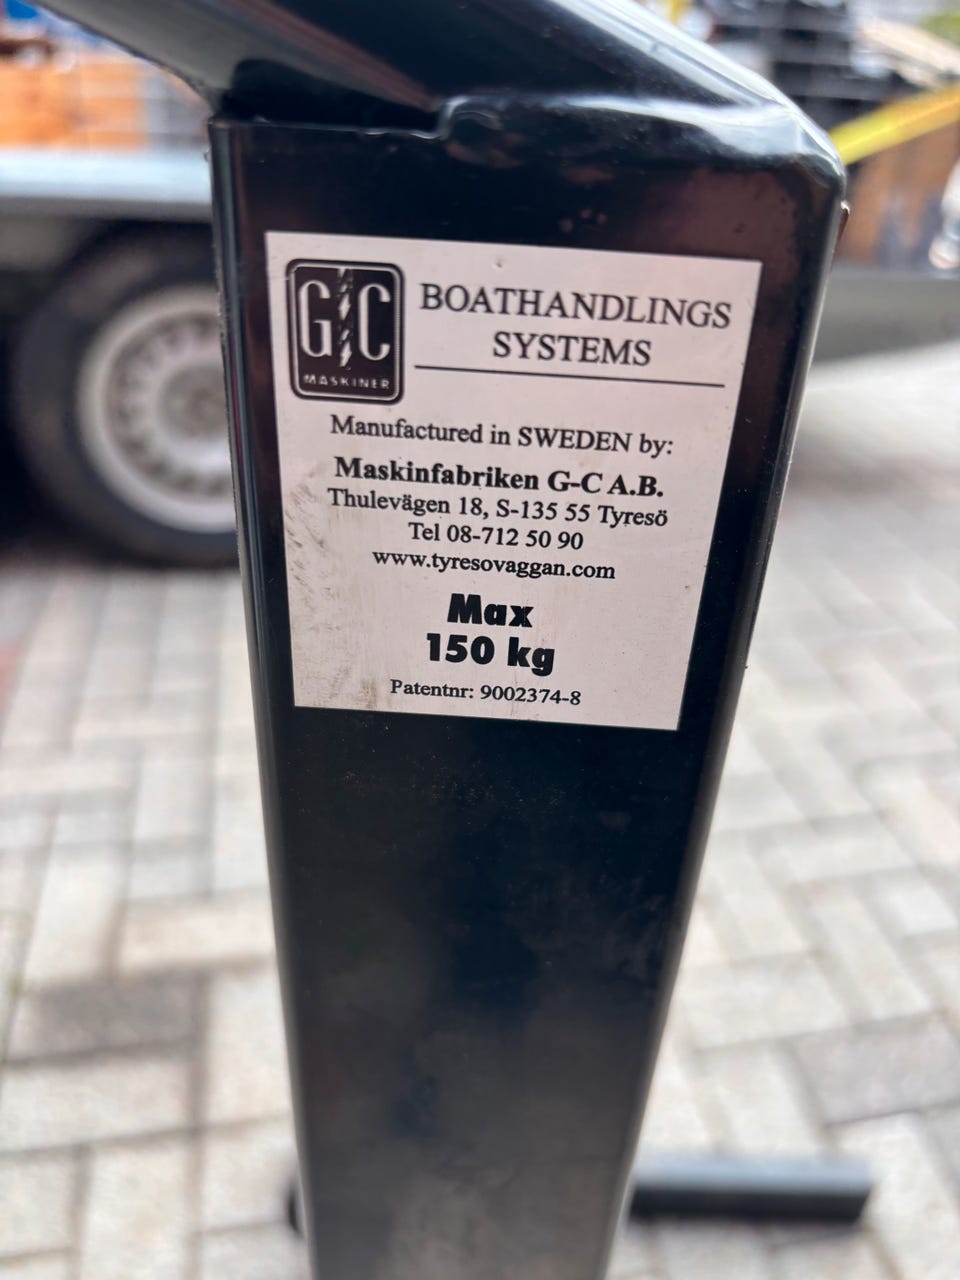 GC
MASKINER
BOATHANDLINGS
SYSTEMS
Manufactured in SWEDEN by:
Maskinfabriken G-C A.B.
Thulevägen 18, S-135 55 Tyresö
Tel 08-712 50 90
www.tyresovaggan.com
Max
150 kg
Patentnr: 9002374-8